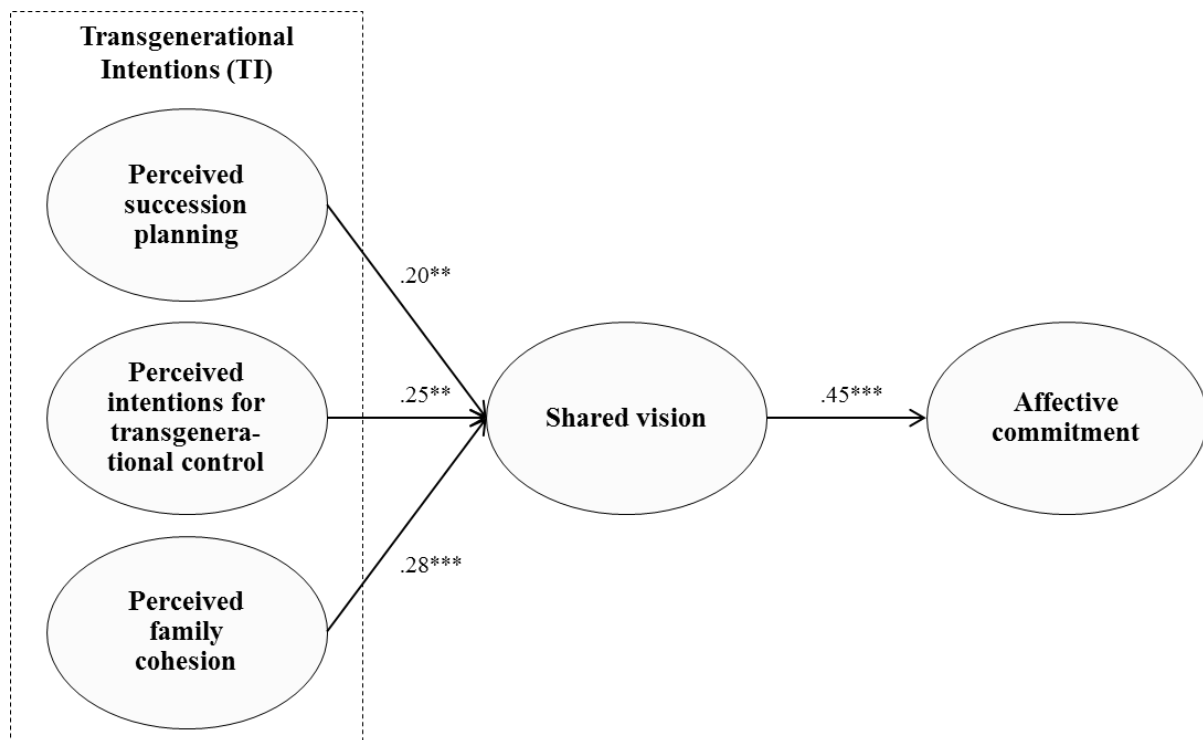 Transgenerational
Intentions (TI)
Perceived
succession
planning
.20**
Perceived
intentions for
transgenera-
tional control
.25**
Shared vision
.45***
Affective
commitment
.28***
Perceived
family
cohesion